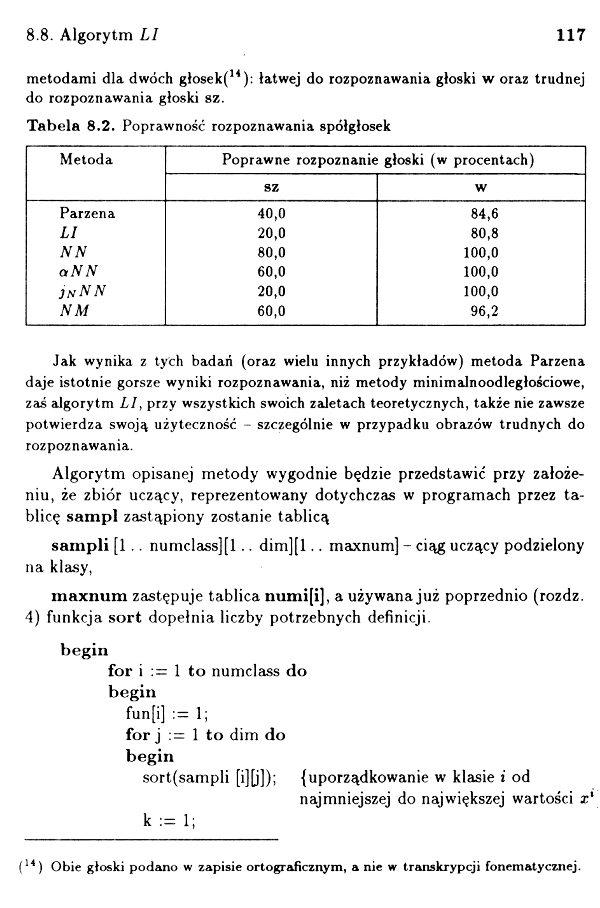 8.8. Algorytm LI 117
metodami dla dwóch głosek(¹⁴): łatwej do rozpoznawania głoski w oraz trudnej
do rozpoznawania głoski sz.
Tabela 8.2. Poprawność rozpoznawania spółgłosek
Metoda Poprawne rozpoznanie głoski (w procentach)
sz w
Parzena 40,0 84,6
LI 20,0 80,8
NN 80,0 100,0
αNN 60,0 100,0
jNNN 20,0 100,0
NM 60,0 96,2
Jak wynika z tych badań (oraz wielu innych przykładów) metoda Parzena
daje istotnie gorsze wyniki rozpoznawania, niż metody minimalnoodległościowe,
zaś algorytm LI, przy wszystkich swoich zaletach teoretycznych, także nie zawsze
potwierdza swoją użyteczność – szczególnie w przypadku obrazów trudnych do
rozpoznawania.
Algorytm opisanej metody wygodnie będzie przedstawić przy założe-
niu, że zbiór uczący, reprezentowany dotychczas w programach przez ta-
blicę sampl zastąpiony zostanie tablicą
sampli [1 .. numclass][1 .. dim][1 .. maxnum] – ciąg uczący podzielony
na klasy,
maxnum zastępuje tablica numi[i], a używana już poprzednio (rozdz.
4) funkcja sort dopełnia liczby potrzebnych definicji.
begin
for i := 1 to numclass do
begin
fun[i] := 1;
for j := 1 to dim do
begin
sort(sampli [i][j]); {uporządkowanie w klasie i od
najmniejszej do największej wartości xⁱ
k := 1;
(¹⁴) Obie głoski podano w zapisie ortograficznym, a nie w transkrypcji fonematycznej.